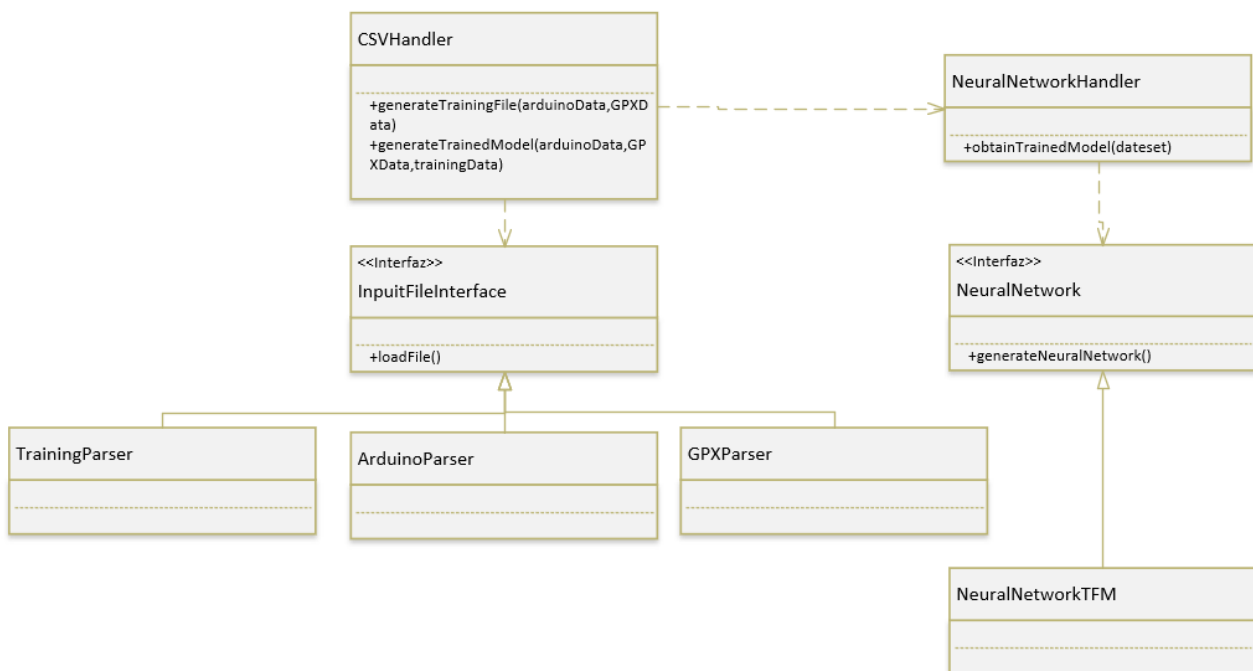 CSVHandler
+generateTrainingFile(arduinoData,GPXD
ata)
+generateTrainedModel(arduinoData,GP
XData,trainingData)
NeuralNetworkHandler
+obtainTrainedModel(dateset)
<<Interfaz>>
InpuitFileInterface
+loadFile()
<<Interfaz>>
NeuralNetwork
+generateNeuralNetwork()
TrainingParser
ArduinoParser
GPXParser
NeuralNetworkTFM